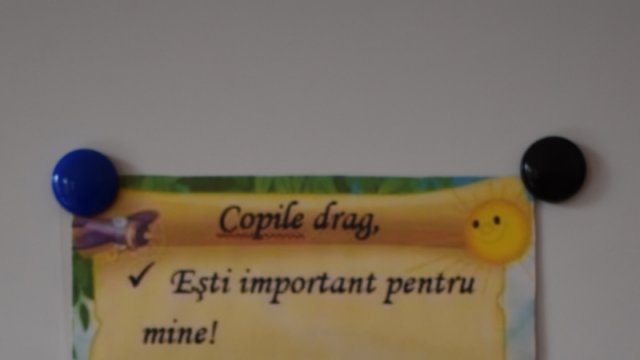 Copile drag,
✓ Ești important pentru
mine!